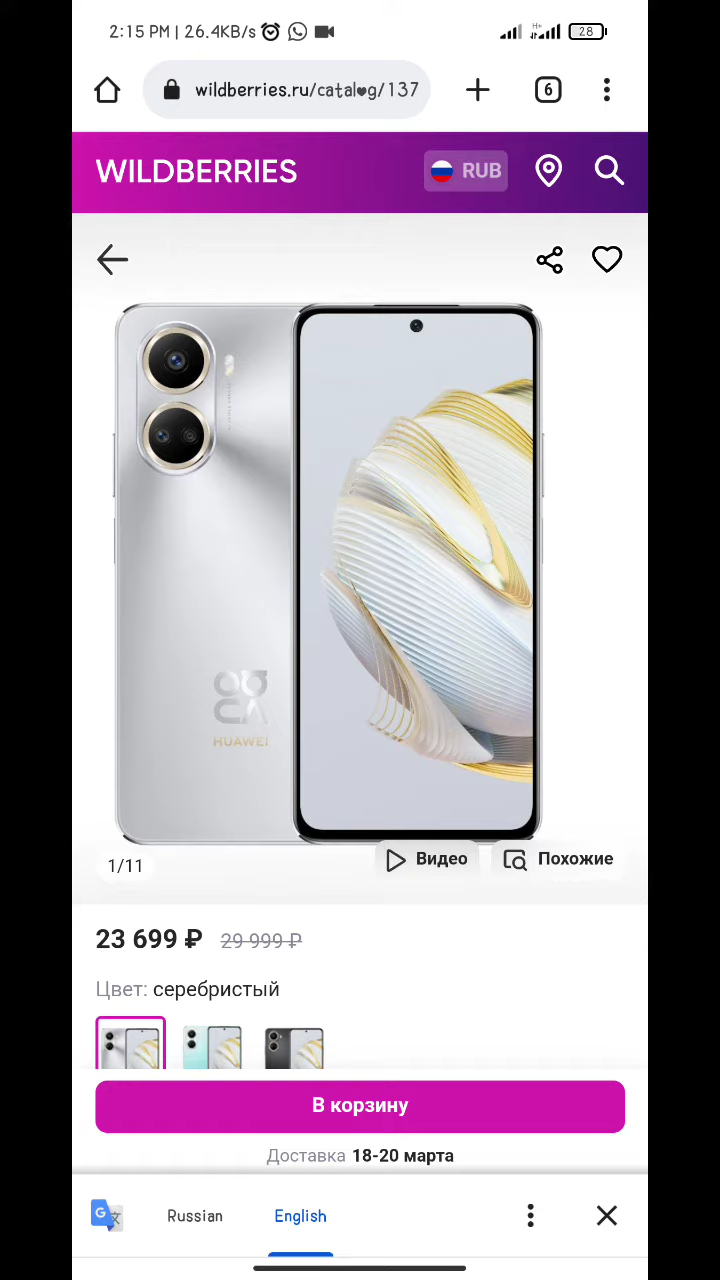 2:15 PM | 26.4KB/s
H+
28
wildberries.ru/catalog/137
6
WILDBERRIES
RUB
HUAWEI
1/11
Видео
Похожие
23 699 ₽ 29 999 ₽
Цвет: серебристый
В корзину
Доставка 18-20 марта
G 文
Russian
English